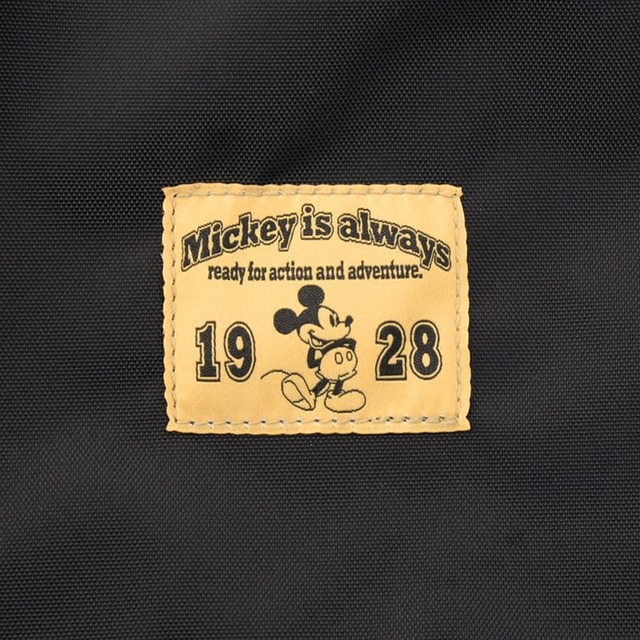 Mickey is always
ready for action and adventure.
19 28